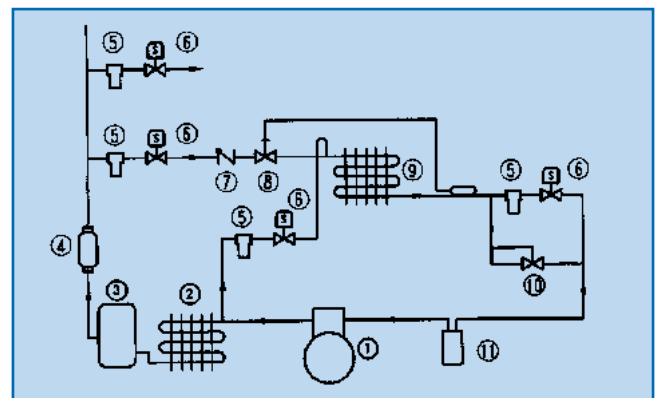 ⑤ S ⑥
⑤ S ⑥
⑦ ⑧ ⑨ ⑤ S ⑥
④ ⑤ S ⑥
③ ② ⑩
① ⑪